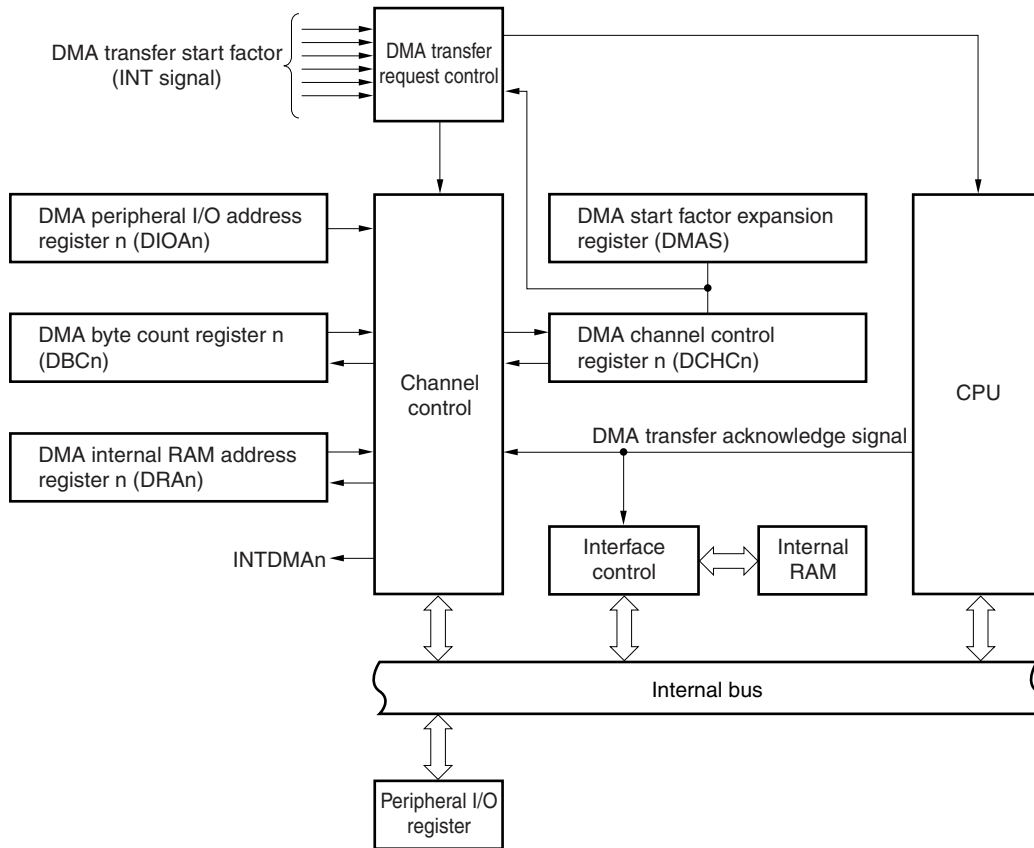 DMA transfer start factor
(INT signal)
DMA transfer
request control
DMA peripheral I/O address
register n (DIOAn)
DMA start factor expansion
register (DMAS)
DMA byte count register n
(DBCn)
DMA channel control
register n (DCHCn)
Channel
control
CPU
DMA internal RAM address
register n (DRAn)
DMA transfer acknowledge signal
INTDMAn
Interface
control
Internal
RAM
Internal bus
Peripheral I/O
register